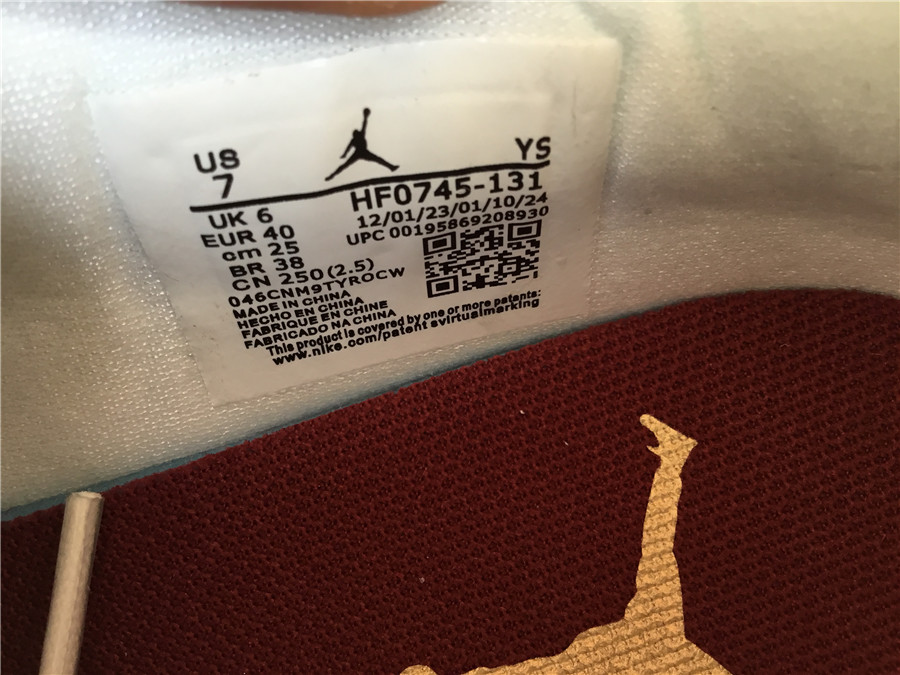 US
7
YS
HF0745-131
12/01/23/01/10/24
UPC 00195869208930
UK 6
EUR 40
cm 25
BR 38
CN 250(2.5)
046CNM9TYROCW
MADE IN CHINA
HECHO EN CHINA
FABRIQUE EN CHINE
FABRICADO NA CHINA
This product is covered by one or more patents:
www.nike.com/patent svirtualmarking